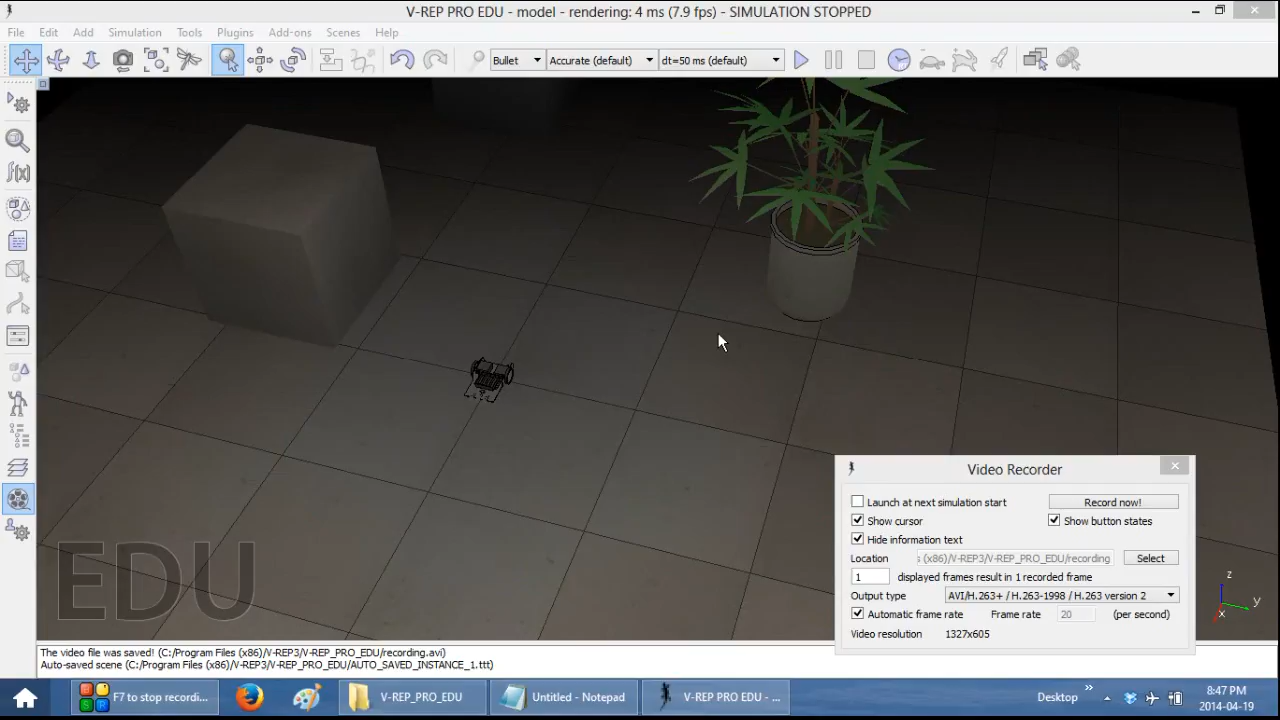 V-REP PRO EDU - model - rendering: 4 ms (7.9 fps) - SIMULATION STOPPED
File Edit Add Simulation Tools Plugins Add-ons Scenes Help
Bullet Accurate (default) dt=50 ms (default)
f(x)
EDU
Video Recorder
Launch at next simulation start Record now!
Show cursor Show button states
Hide information text
Location s (x86)/V-REP3/V-REP_PRO_EDU/recording Select
1 displayed frames result in 1 recorded frame
Output type AVI/H.263+ / H.263-1998 / H.263 version 2
Automatic frame rate Frame rate 20 (per second)
Video resolution 1327x605
z
y
x
The video file was saved! (C:/Program Files (x86)/V-REP3/V-REP_PRO_EDU/recording.avi)
Auto-saved scene (C:/Program Files (x86)/V-REP3/V-REP_PRO_EDU/AUTO_SAVED_INSTANCE_1.ttt)
F7 to stop recordi... V-REP_PRO_EDU Untitled - Notepad V-REP PRO EDU - ... Desktop 8:47 PM
2014-04-19